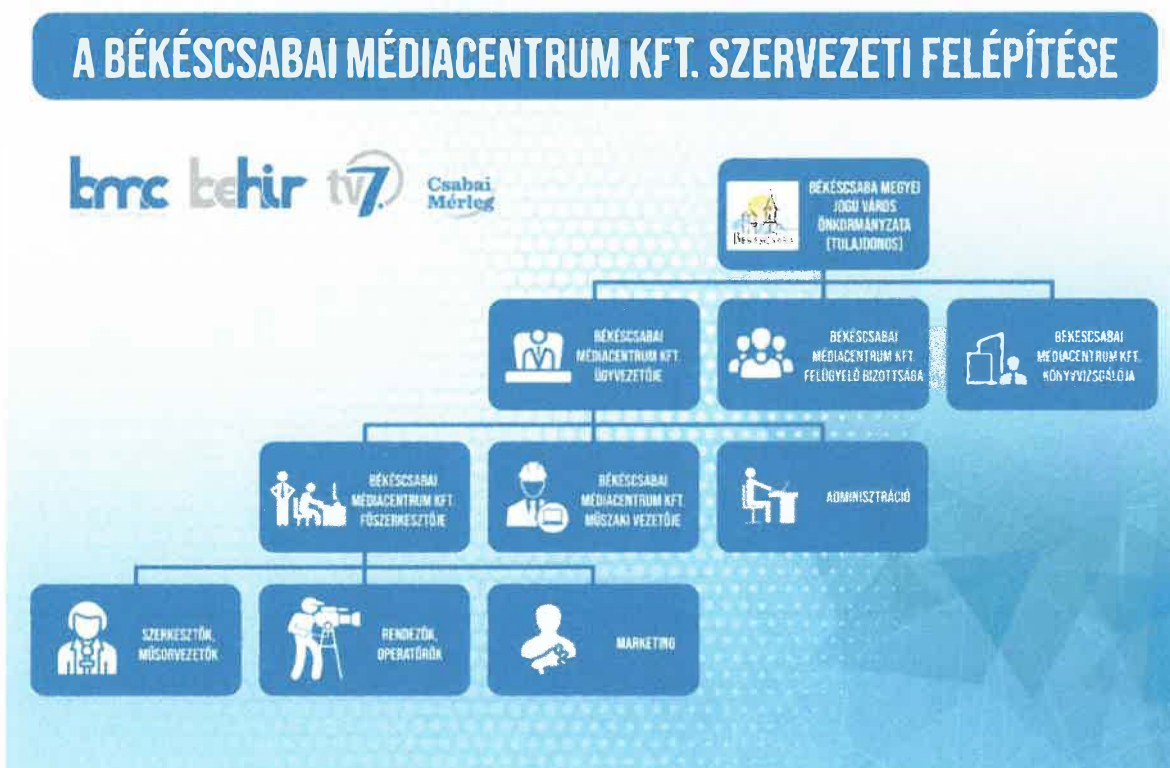 A BÉKÉSCSABAI MÉDIACENTRUM KFT. SZERVEZETI FELÉPÍTÉSE
bmc behir tv7.
Csabai
Mérleg
BÉKÉSCSABA
BÉKÉSCSABA MEGYEI
JOGÚ VÁROS
ÖNKORMÁNYZATA
(TULAJDONOS)
BÉKÉSCSABAI
MÉDIACENTRUM KFT.
ÜGYVEZETŐJE
BÉKÉSCSABAI
MÉDIACENTRUM KFT.
FELÜGYELŐ BIZOTTSÁGA
BÉKÉSCSABAI
MÉDIACENTRUM KFT.
KÖNYVVIZSGÁLÓJA
BÉKÉSCSABAI
MÉDIACENTRUM KFT.
FŐSZERKESZTŐJE
BÉKÉSCSABAI
MÉDIACENTRUM KFT.
MŰSZAKI VEZETŐJE
ADMINISZTRÁCIÓ
SZERKESZTŐK,
MŰSORVEZETŐK
RENDEZŐK,
OPERATŐRÖK
MARKETING